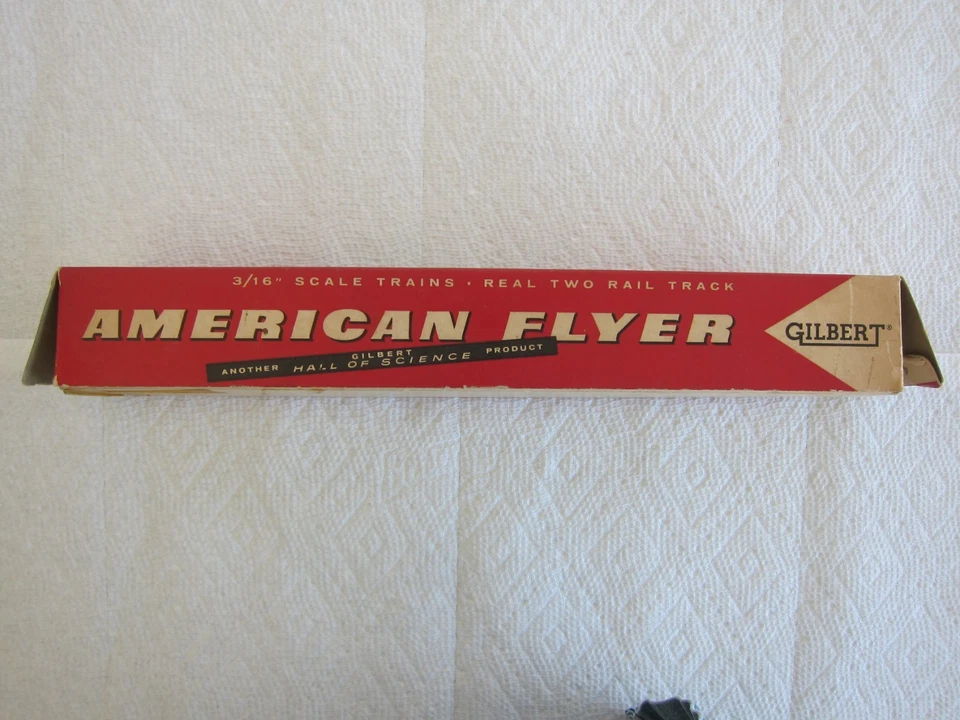 3/16" SCALE TRAINS • REAL TWO RAIL TRACK
AMERICAN FLYER
ANOTHER GILBERT HALL OF SCIENCE PRODUCT
GILBERT®